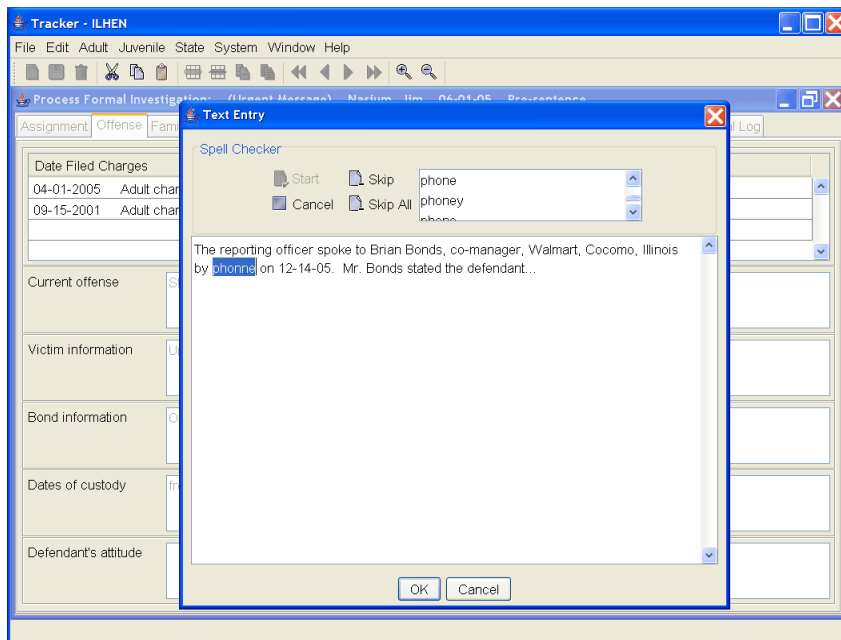 Tracker - ILHEN
File Edit Adult Juvenile State System Window Help
Process Formal Investigation: (Urgent Message) Nasium, Jim 06-01-05 Pre-sentence
Assignment Offense Fami l Log
Text Entry
Spell Checker
Start Skip phone
Cancel Skip All phoney
Date Filed Charges
04-01-2005 Adult char
09-15-2001 Adult char
The reporting officer spoke to Brian Bonds, co-manager, Walmart, Cocomo, Illinois
by phonne on 12-14-05. Mr. Bonds stated the defendant...
Current offense
Victim information
Bond information
Dates of custody
Defendant's attitude
OK Cancel